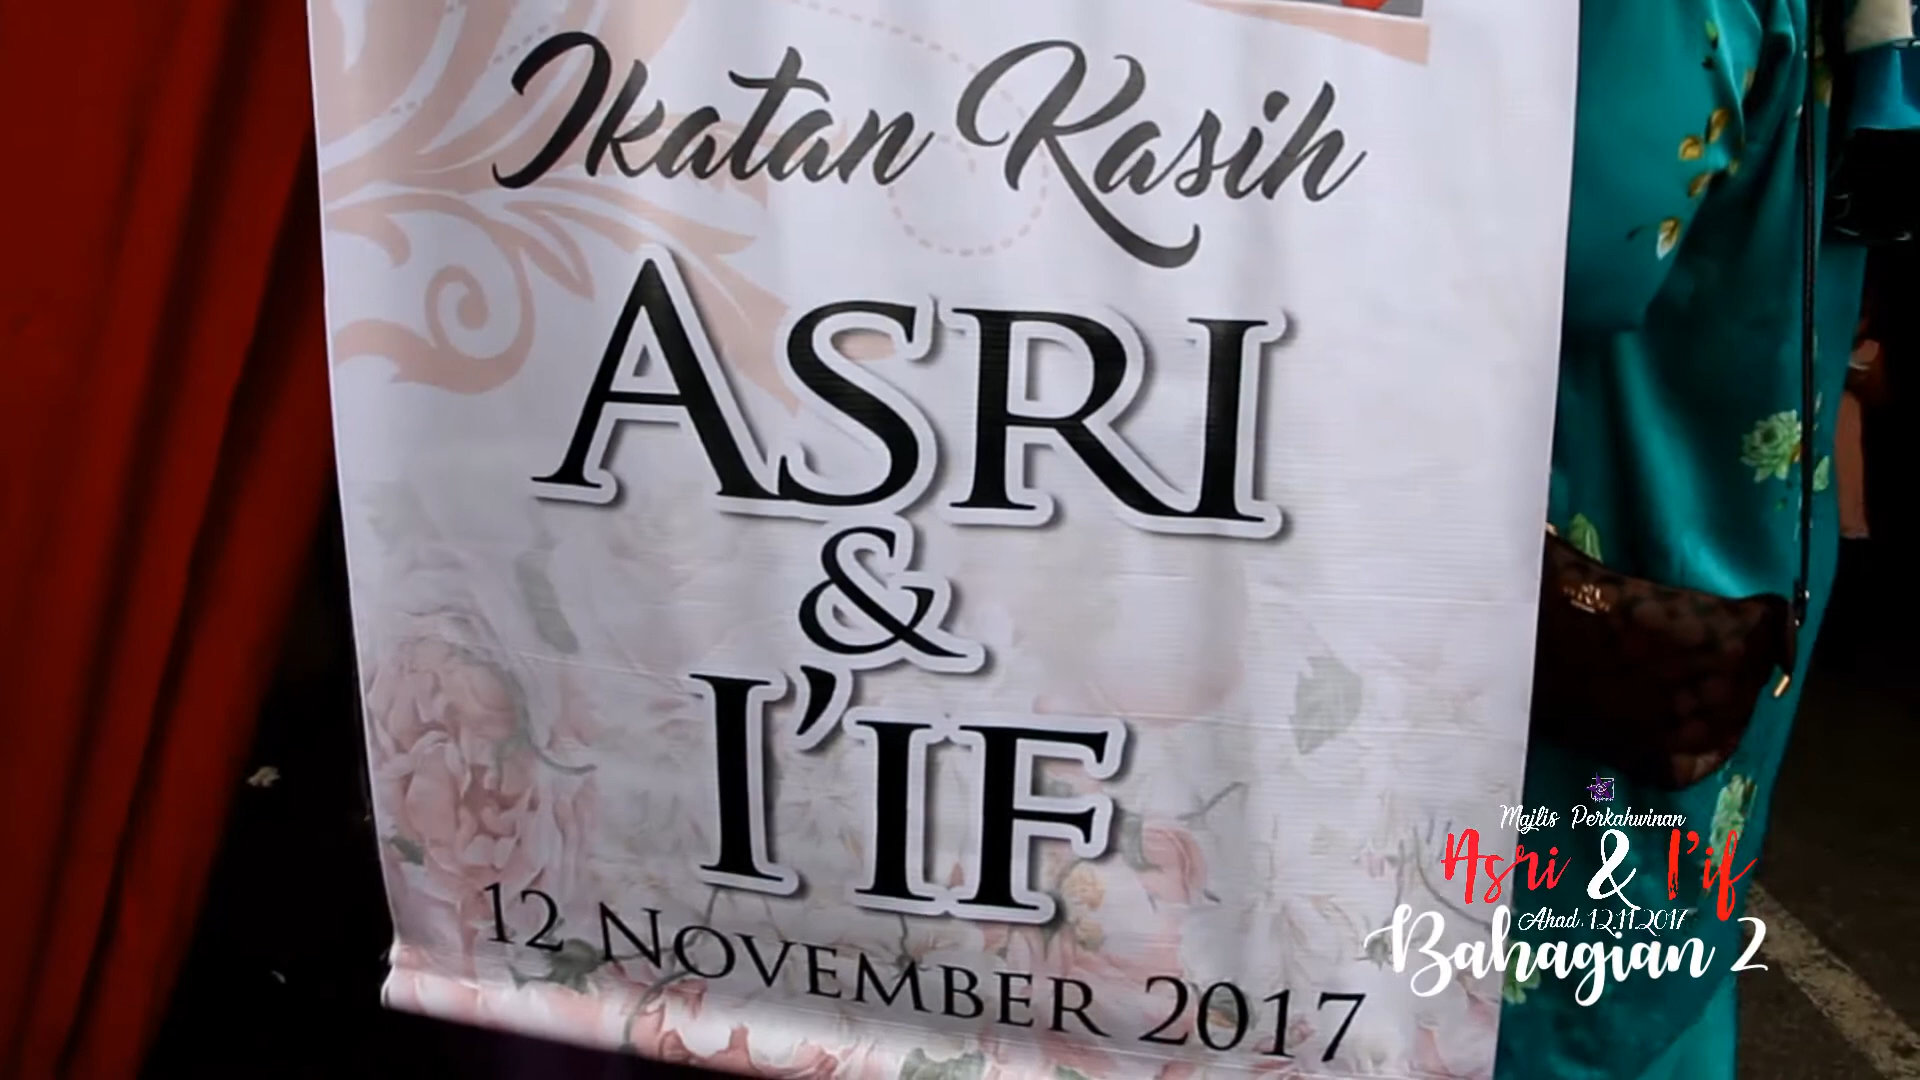 Ikatan Kasih
ASRI
&
I'IF
12 NOVEMBER 2017
Majlis Perkahwinan
Asri & I'if
Ahad 12.11.2017
Bahagian 2